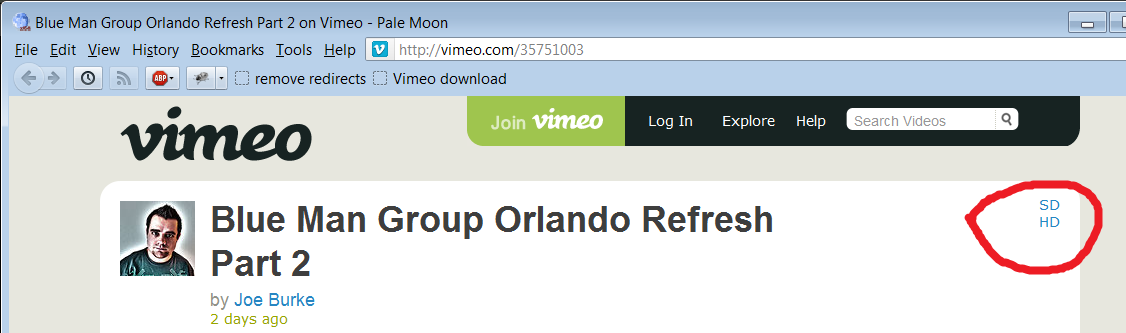 Blue Man Group Orlando Refresh Part 2 on Vimeo - Pale Moon
File Edit View History Bookmarks Tools Help http://vimeo.com/35751003
ABP remove redirects Vimeo download
vimeo Join vimeo Log In Explore Help Search Videos
Blue Man Group Orlando Refresh
Part 2
by Joe Burke
2 days ago
SD
HD